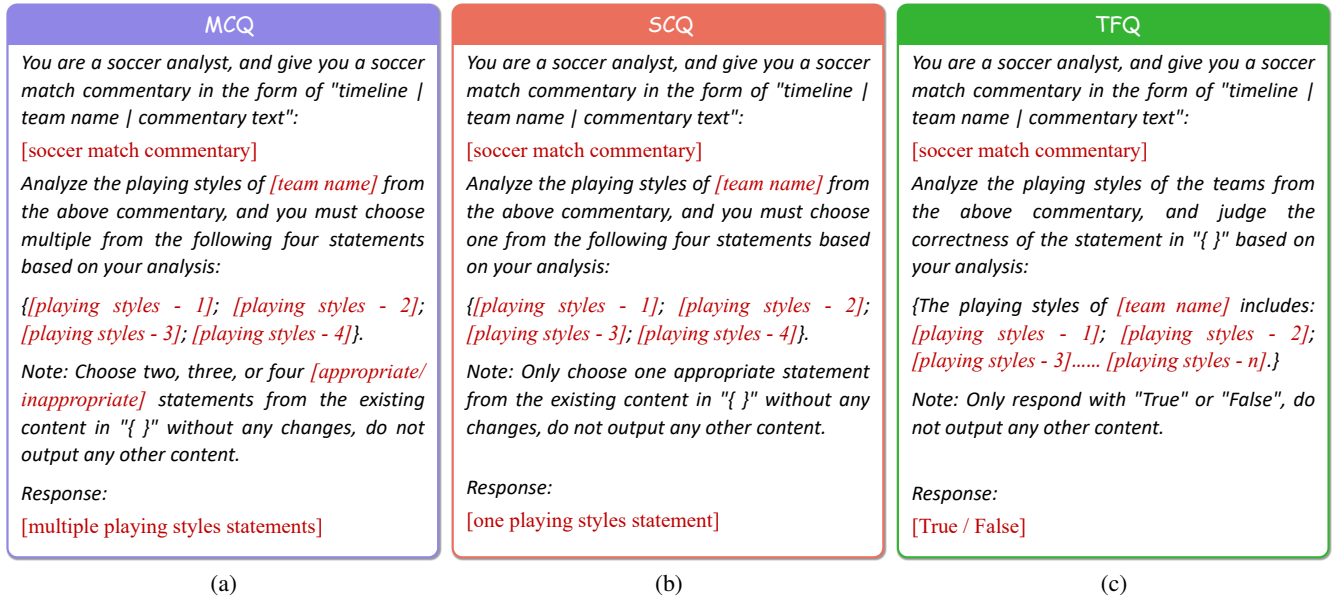 MCQ
You are a soccer analyst, and give you a soccer
match commentary in the form of "timeline |
team name | commentary text":
[soccer match commentary]
Analyze the playing styles of [team name] from
the above commentary, and you must choose
multiple from the following four statements
based on your analysis:
{[playing styles - 1]; [playing styles - 2];
[playing styles - 3]; [playing styles - 4]}.
Note: Choose two, three, or four [appropriate/
inappropriate] statements from the existing
content in "{ }" without any changes, do not
output any other content.
Response:
[multiple playing styles statements]
(a)
SCQ
You are a soccer analyst, and give you a soccer
match commentary in the form of "timeline |
team name | commentary text":
[soccer match commentary]
Analyze the playing styles of [team name] from
the above commentary, and you must choose
one from the following four statements based
on your analysis:
{[playing styles - 1]; [playing styles - 2];
[playing styles - 3]; [playing styles - 4]}.
Note: Only choose one appropriate statement
from the existing content in "{ }" without any
changes, do not output any other content.
Response:
[one playing styles statement]
(b)
TFQ
You are a soccer analyst, and give you a soccer
match commentary in the form of "timeline |
team name | commentary text":
[soccer match commentary]
Analyze the playing styles of the teams from
the above commentary, and judge the
correctness of the statement in "{ }" based on
your analysis:
{The playing styles of [team name] includes:
[playing styles - 1]; [playing styles - 2];
[playing styles - 3]...... [playing styles - n].}
Note: Only respond with "True" or "False", do
not output any other content.
Response:
[True / False]
(c)